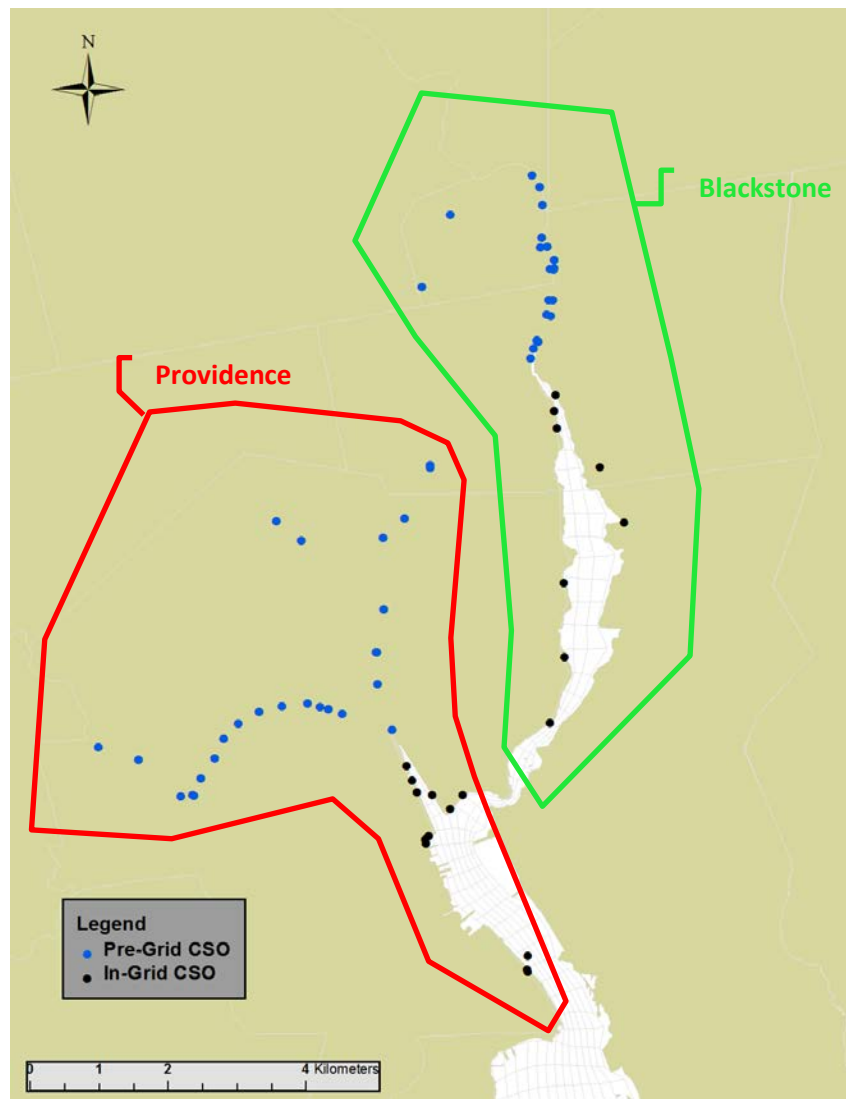 N
Blackstone
Providence
Legend
Pre-Grid CSO
In-Grid CSO
0 1 2 4 Kilometers